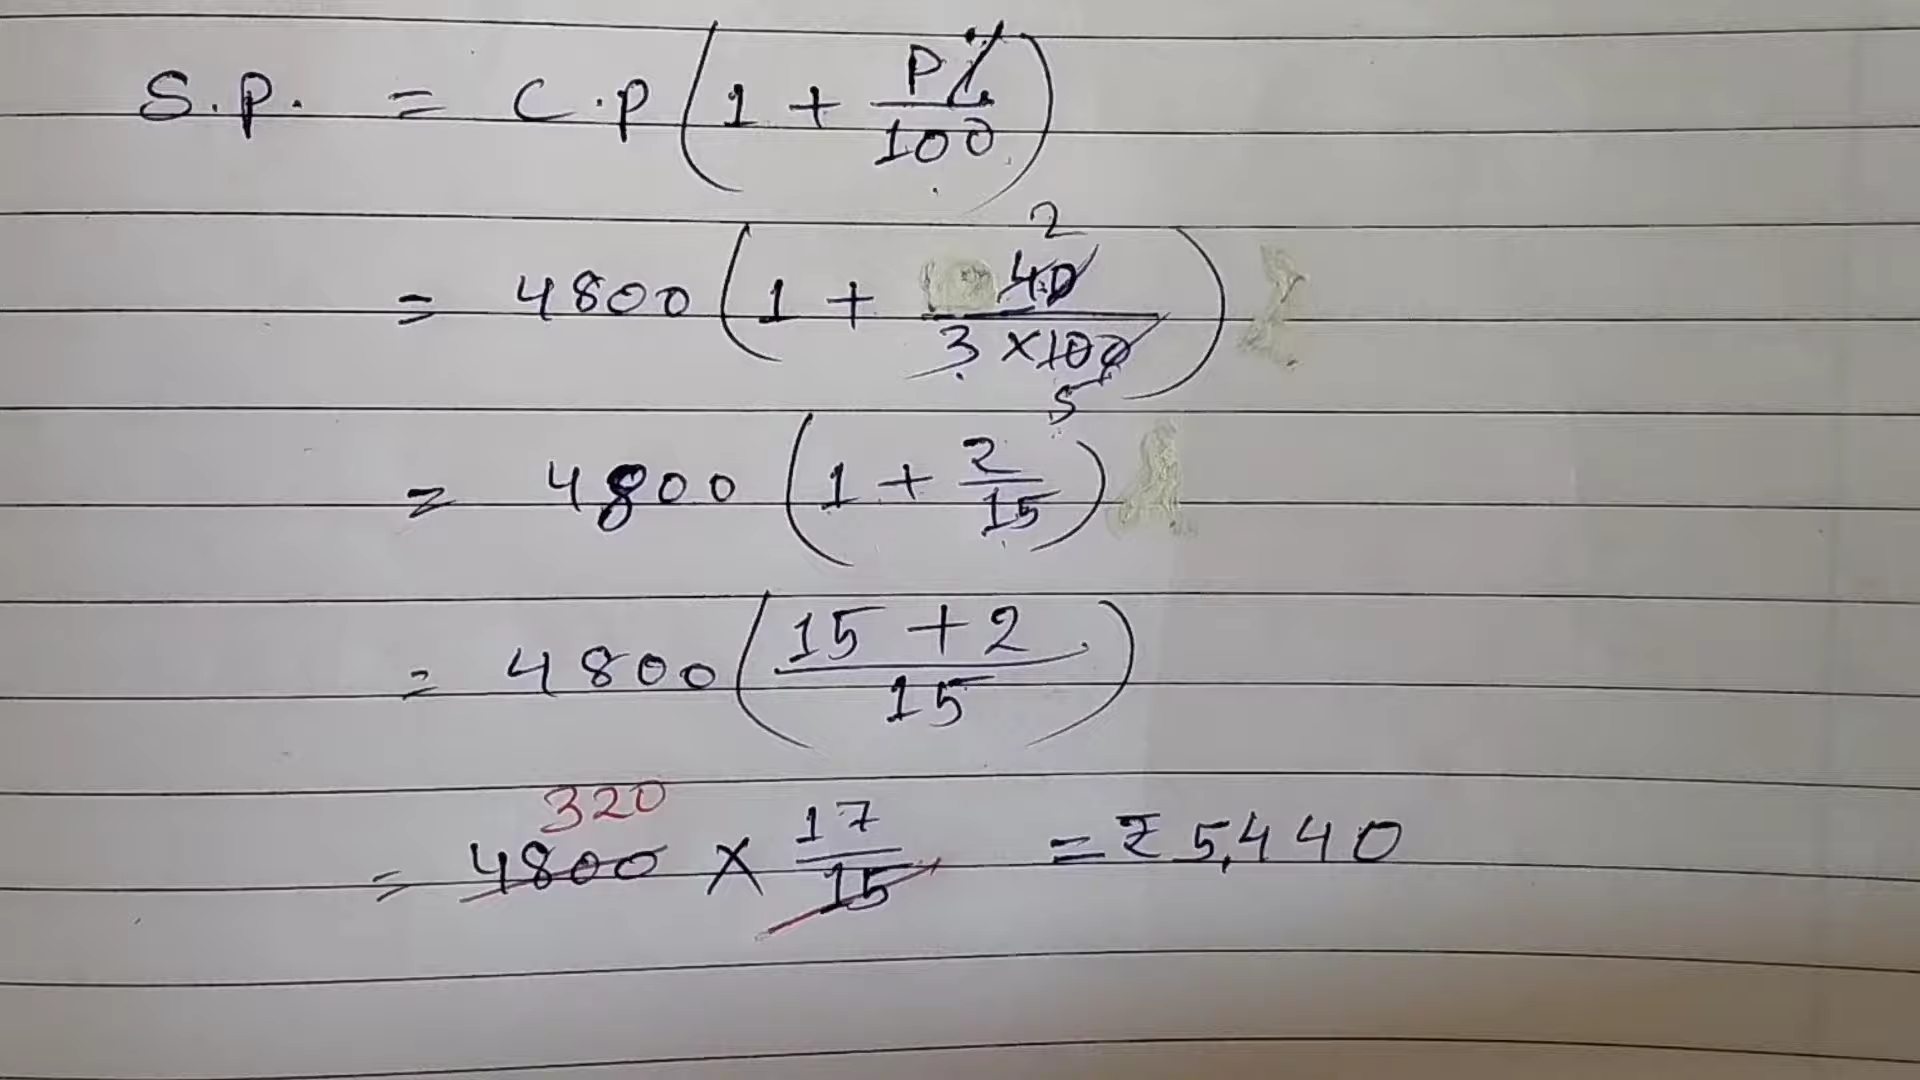 S.P. = C.P (1 + P%/100)
= 4800 (1 + 40/3 × 100) 2 5
= 4800 (1 + 2/15)
= 4800 (15 + 2/15)
320
= 4800 × 17/15 = ₹ 5,440